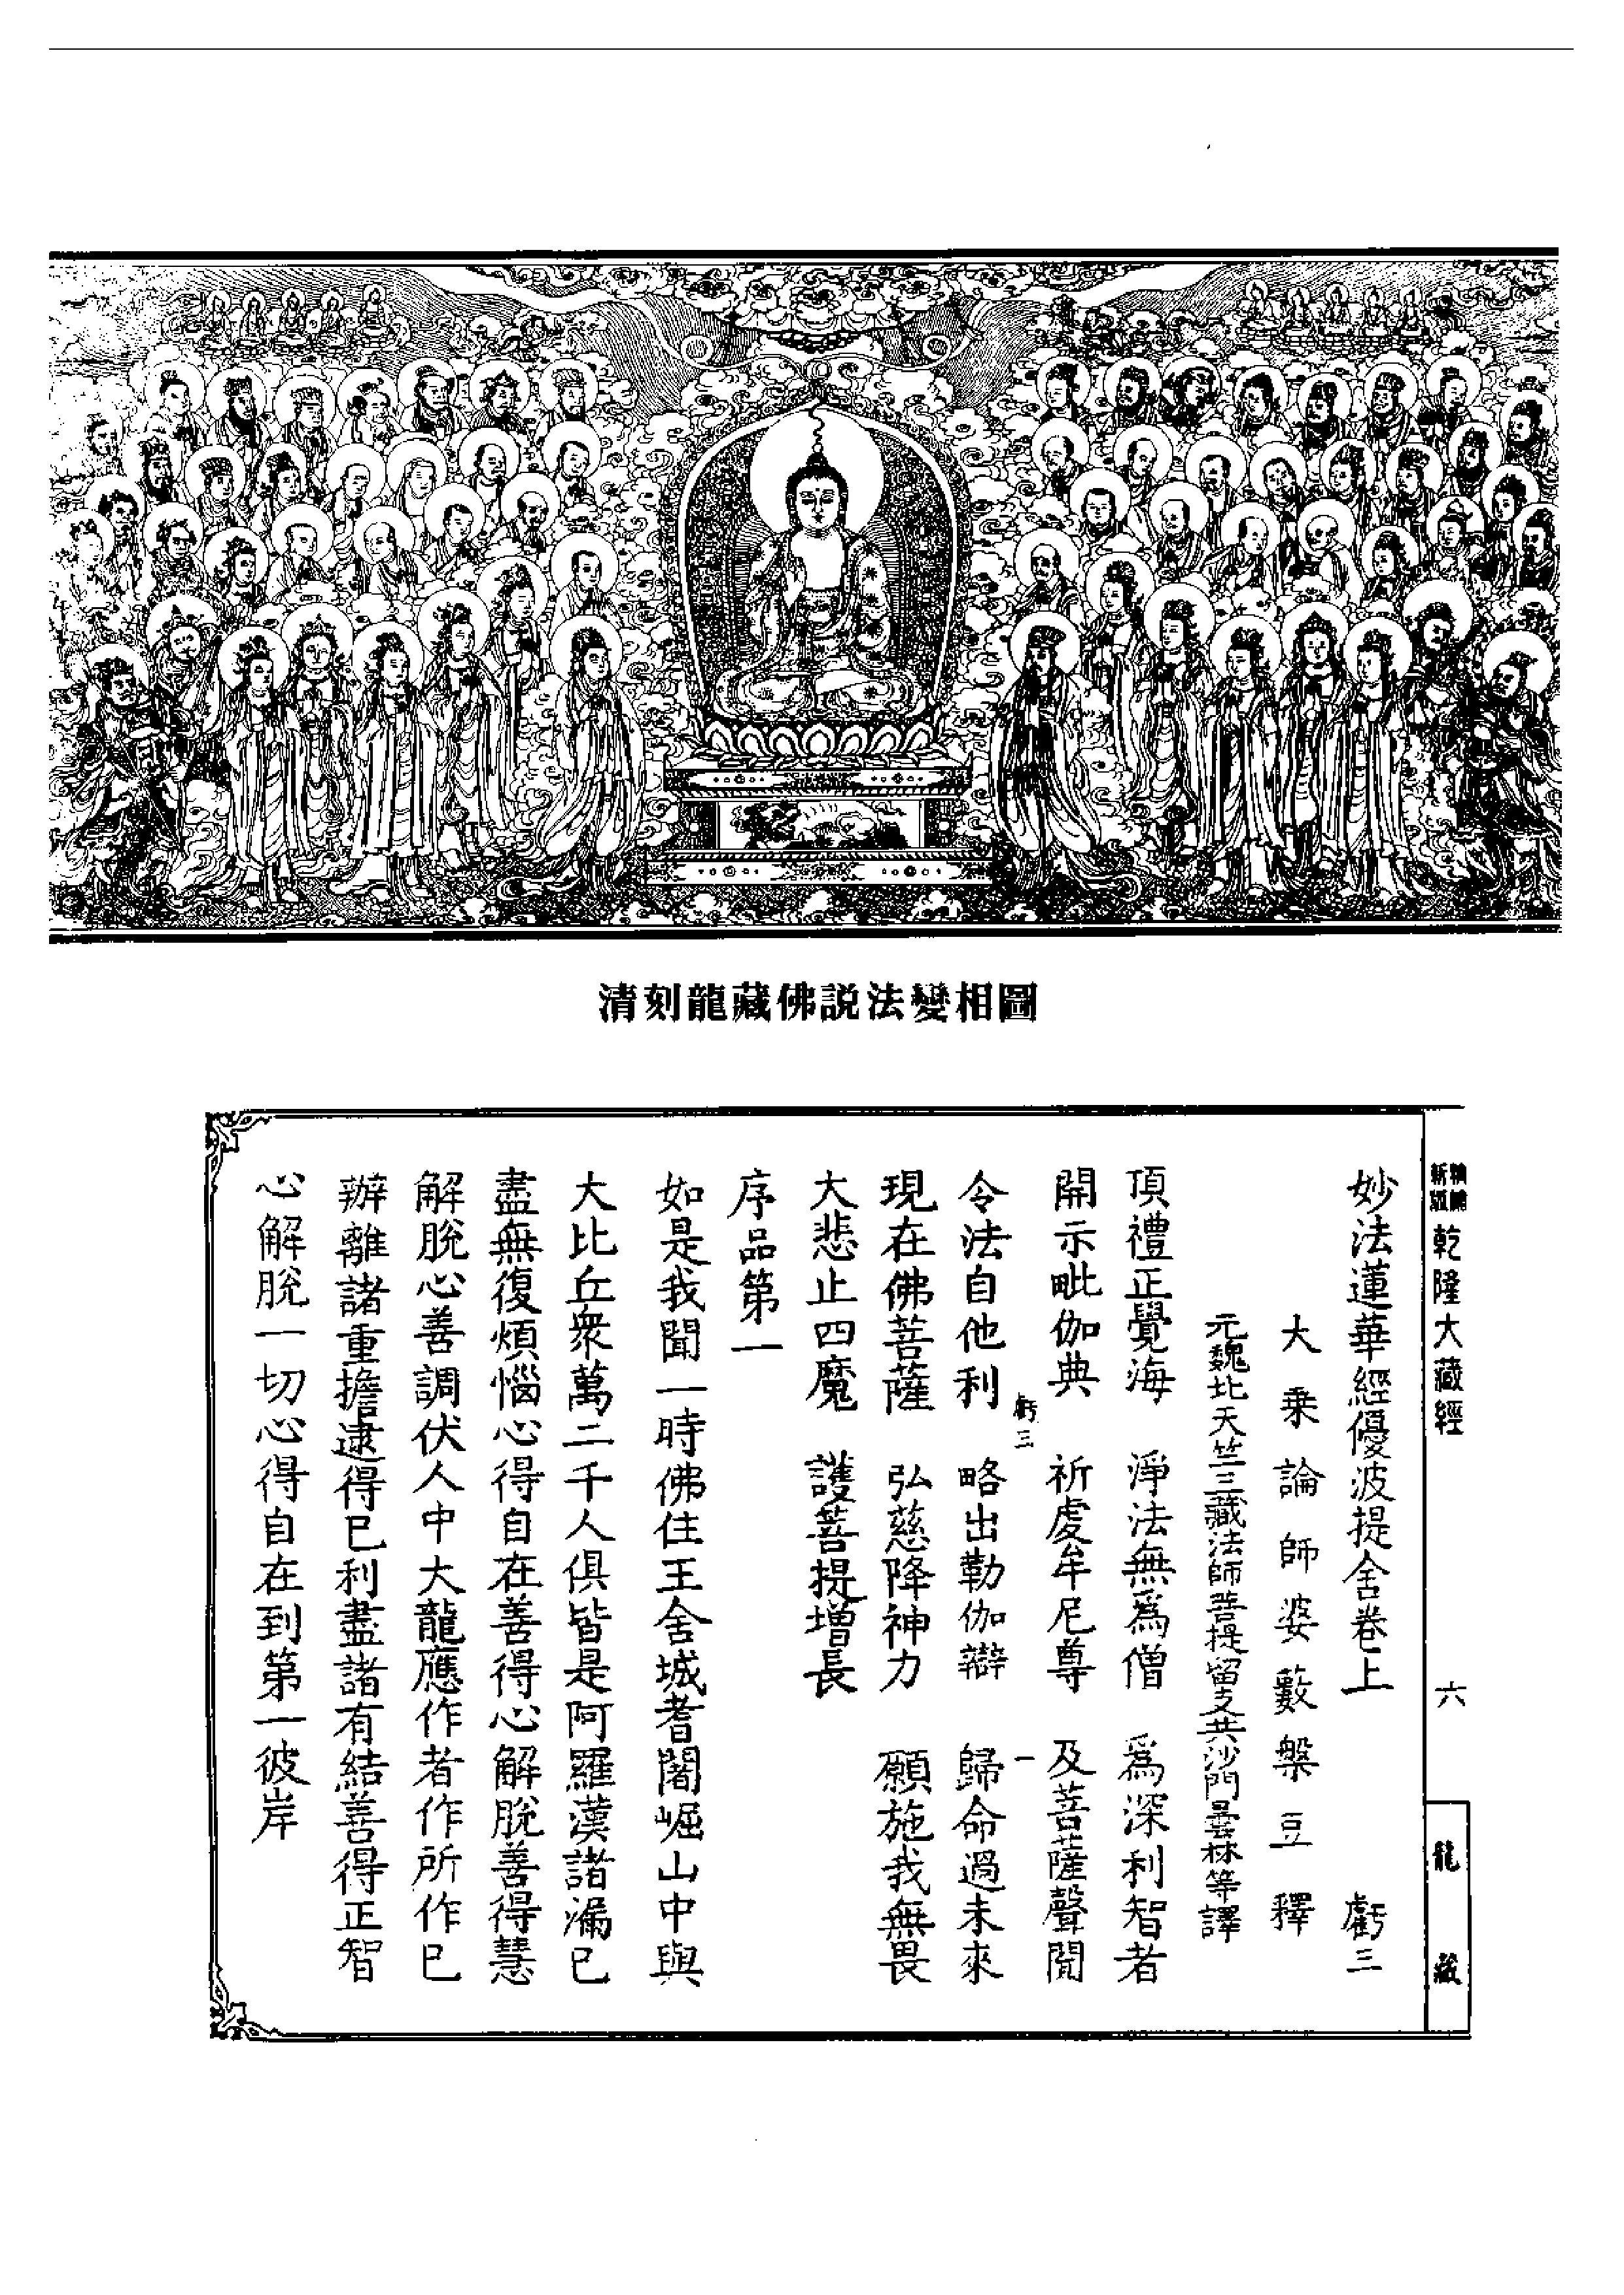 清刻龍藏佛説法變相圖
新編
新版
乾隆大藏經
六
龍藏
妙法蓮華經優波提舍卷上 虧三
大乘論師婆藪槃豆釋
元魏北天竺三藏法師菩提留支共沙門曇林等譯
頂禮正覺海 淨法無爲僧 爲深利智者
開示毗伽典 祈虔牟尼尊 及菩薩聲聞
虧三 一
令法自他利 略出勒伽辯 歸命過未來
現在佛菩薩 弘慈降神力 願施我無畏
大悲止四魔 護菩提增長
序品第一
如是我聞一時佛住王舍城耆闍崛山中與
大比丘衆萬二千人俱皆是阿羅漢諸漏已
盡無復煩惱心得自在善得心解脫善得慧
解脫心善調伏人中大龍應作者作所作已
辦離諸重擔逮得已利盡諸有結善得正智
心解脫一切心得自在到第一彼岸